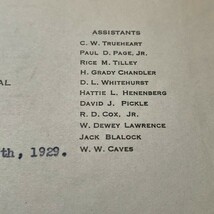 ASSISTANTS
C. W. TRUEHEART
PAUL D. PAGE, JR.
RICE M. TILLEY
H. GRADY CHANDLER
AL
D. L. WHITEHURST
HATTIE L. HENENBERG
DAVID J. PICKLE
R. D. COX, JR.
W. DEWEY LAWRENCE
JACK BLALOCK
th, 1929.
W. W. CAVES